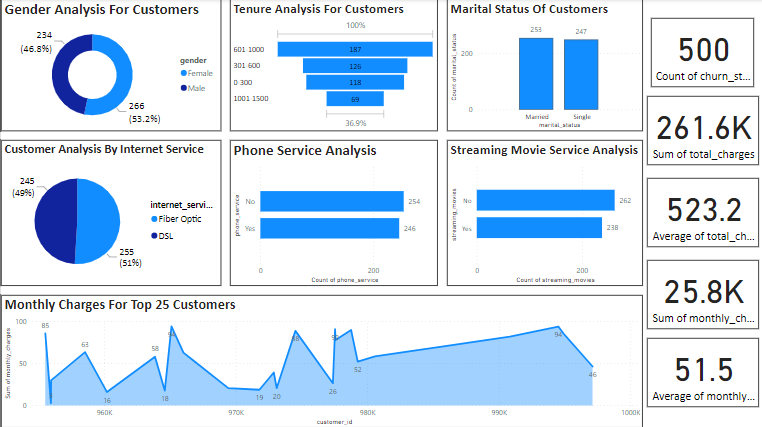 Gender Analysis For Customers
234
(46.8%)
266
(53.2%)
gender
Female
Male
Tenure Analysis For Customers
100%
601-1000
187
301-600
126
0-300
118
1001-1500
69
36.9%
Marital Status Of Customers
Count of marital_status
200
0
253
247
Married
Single
marital_status
500
Count of churn_st...
261.6K
Sum of total_charges
523.2
Average of total_ch...
25.8K
Sum of monthly_ch...
51.5
Average of monthly...
Customer Analysis By Internet Service
245
(49%)
255
(51%)
internet_servi...
Fiber Optic
DSL
Phone Service Analysis
phone_service
No
254
Yes
246
0
200
Count of phone_service
Streaming Movie Service Analysis
streaming_movies
No
262
Yes
238
0
200
Count of streaming_movies
Monthly Charges For Top 25 Customers
Sum of monthly_charges
100
50
0
85
63
16
58
18
19
20
26
52
94
46
960K
970K
980K
990K
1000K
customer_id